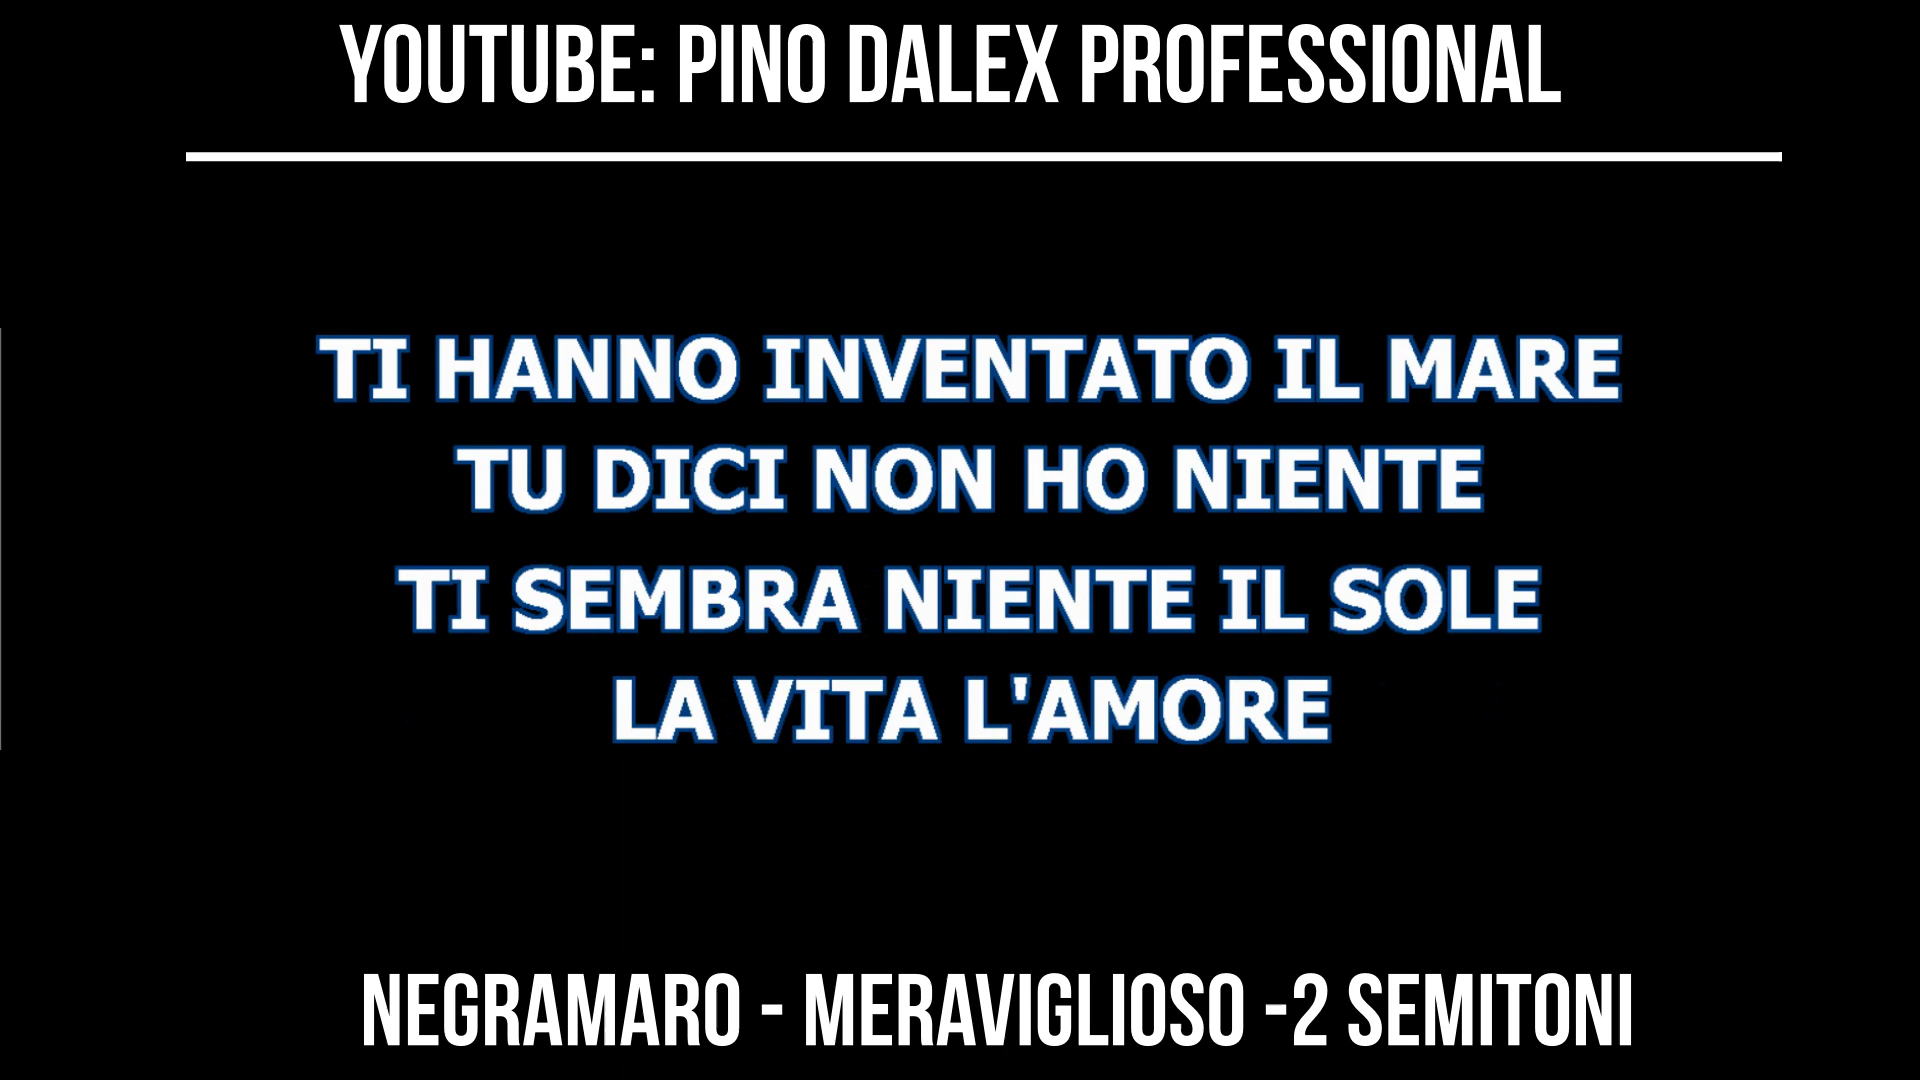 YOUTUBE: PINO DALEX PROFESSIONAL
TI HANNO INVENTATO IL MARE
TU DICI NON HO NIENTE
TI SEMBRA NIENTE IL SOLE
LA VITA L'AMORE
NEGRAMARO - MERAVIGLIOSO -2 SEMITONI